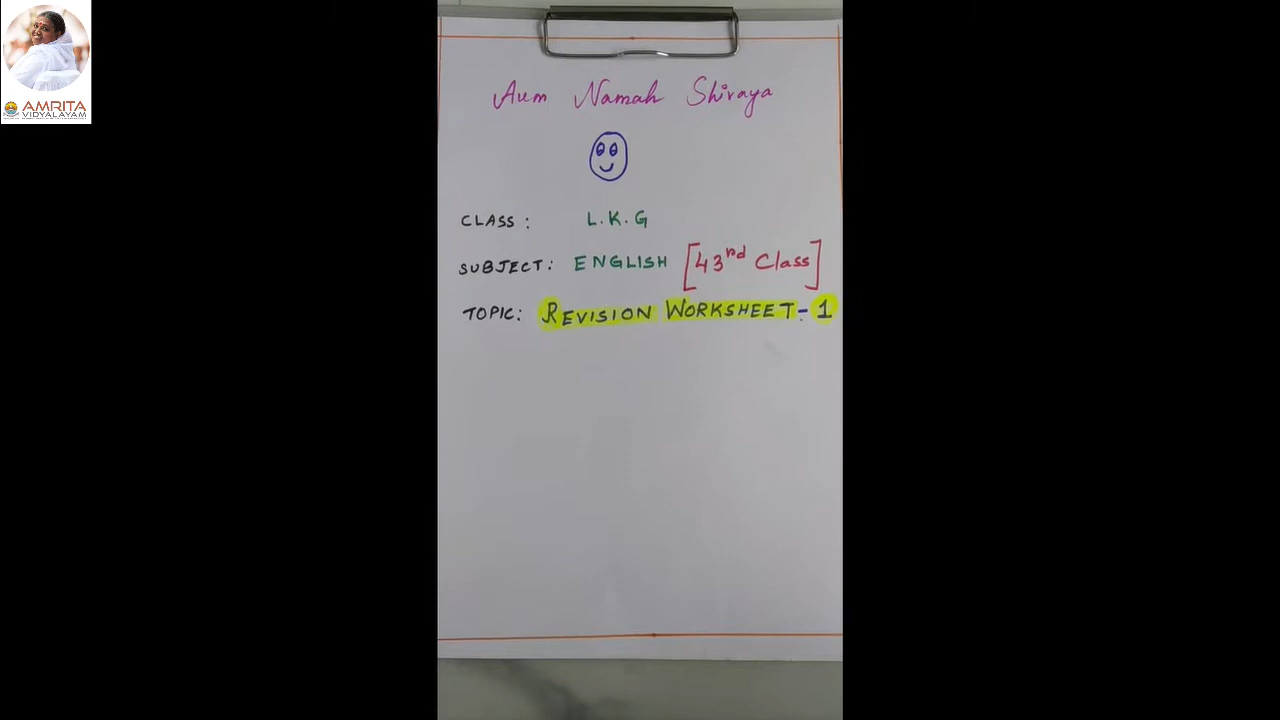 AMRITA
VIDYALAYAM
Aum Namah Shivaya
CLASS: L.K.G
SUBJECT: ENGLISH [43nd Class]
TOPIC: REVISION WORKSHEET-1